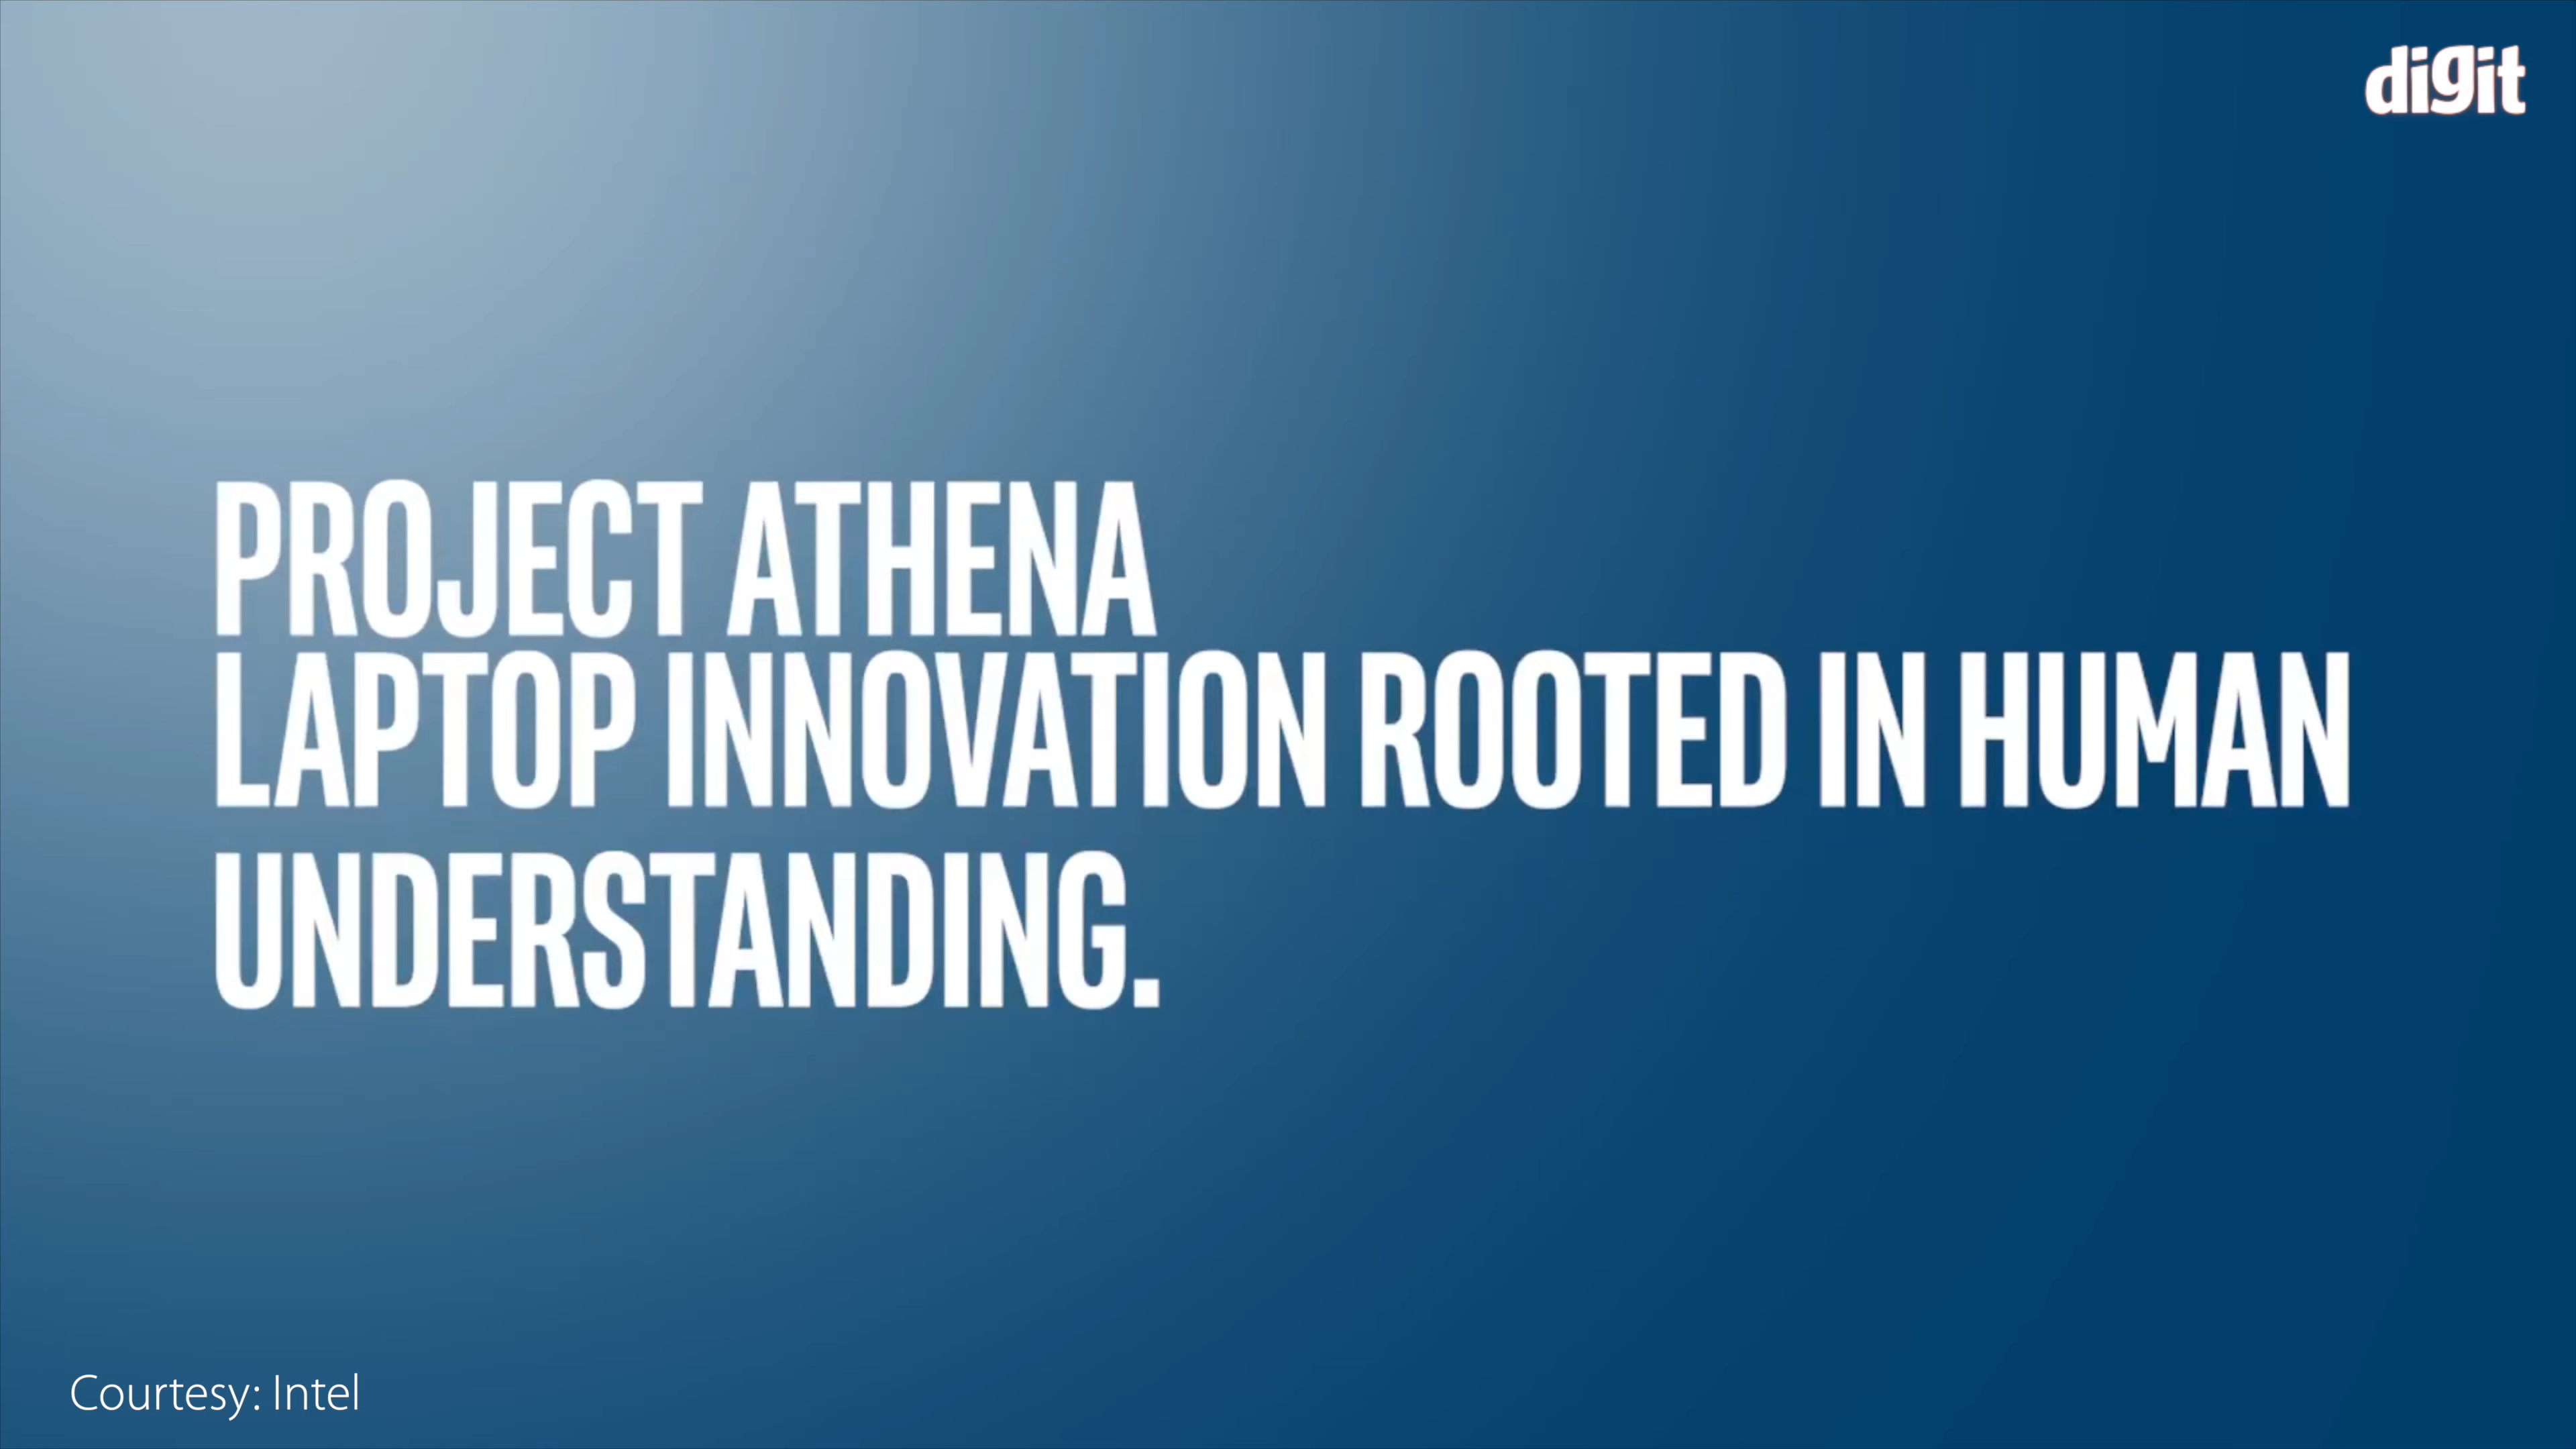 digit
PROJECT ATHENA
LAPTOP INNOVATION ROOTED IN HUMAN
UNDERSTANDING.
Courtesy: Intel